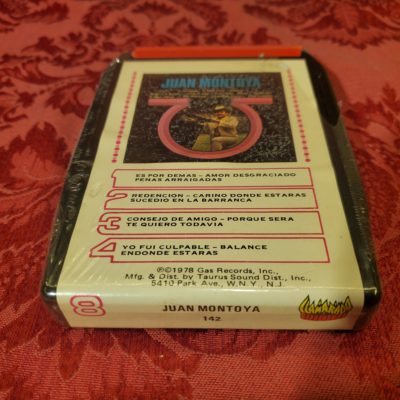 JUAN MONTOYA
1
ES POR DEMAS - AMOR DESGRACIADO
PENAS ARRAIGADAS
2
REDENCION - CARINO DONDE ESTARAS
SUCEDIO EN LA BARRANCA
3
CONSEJO DE AMIGO - PORQUE SERA
TE QUIERO TODAVIA
4
YO FUI CULPABLE - BALANCE
ENDONDE ESTARAS
℗©1978 Gas Records, Inc.,
Mfg. & Dist. by Taurus Sound Dist., Inc.,
5410 Park Ave., W.N.Y., N.J.
8
JUAN MONTOYA
142